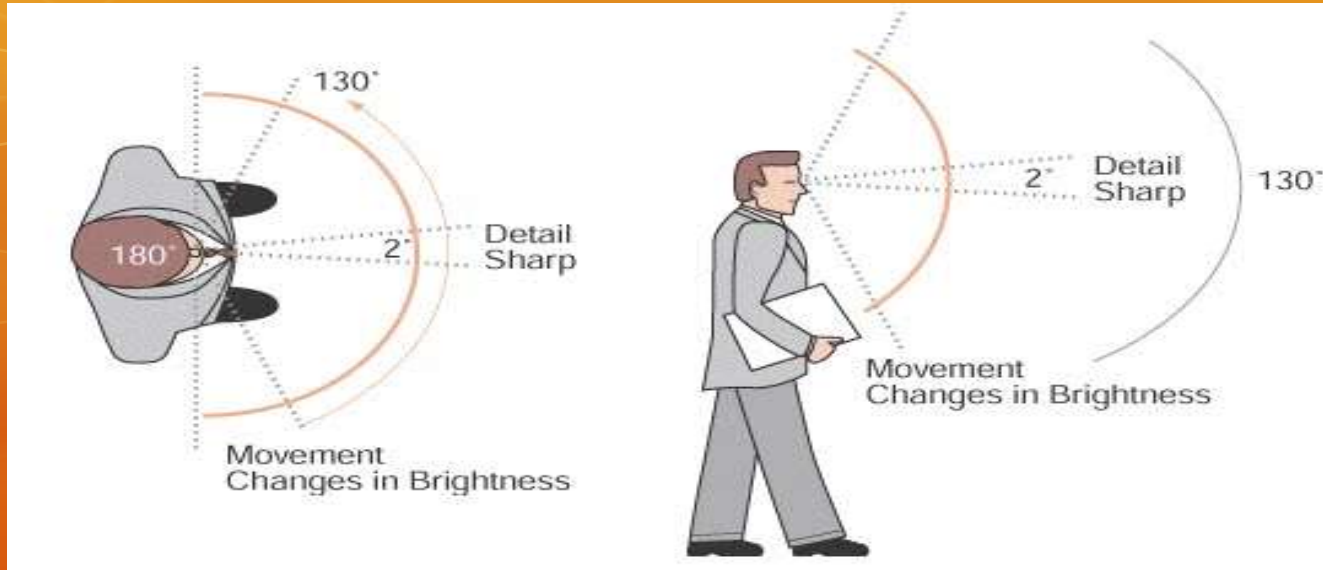 130°
180°
2°
Detail
Sharp
Movement
Changes in Brightness
2°
Detail
Sharp
130°
Movement
Changes in Brightness